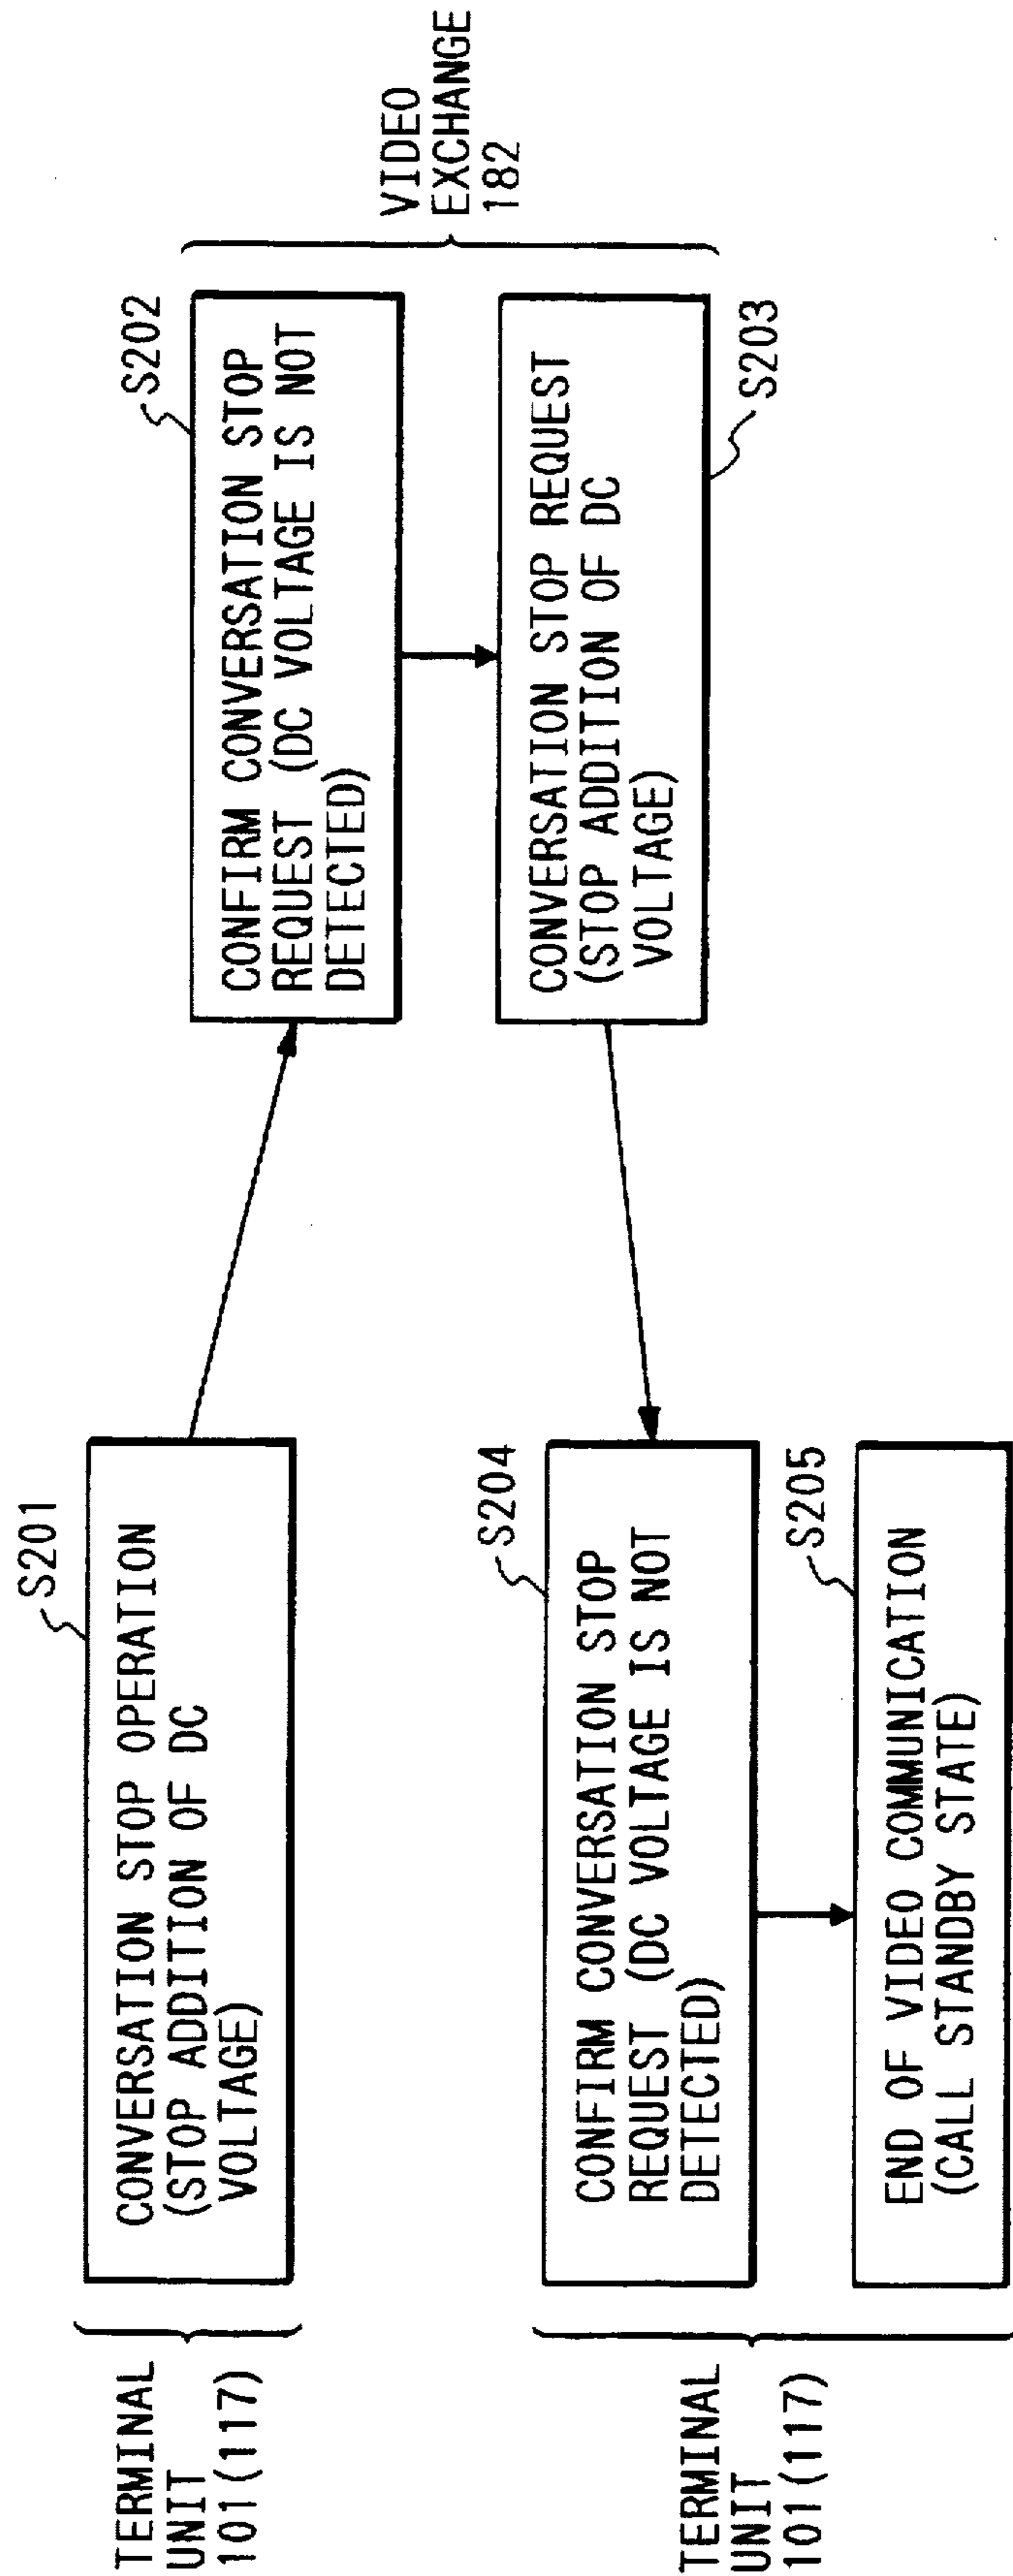 TERMINAL
UNIT
101(117)
S201
CONVERSATION STOP OPERATION
(STOP ADDITION OF DC
VOLTAGE)
S202
CONFIRM CONVERSATION STOP
REQUEST (DC VOLTAGE IS NOT
DETECTED)
VIDEO
EXCHANGE
182
S203
CONVERSATION STOP REQUEST
(STOP ADDITION OF DC
VOLTAGE)
TERMINAL
UNIT
101(117)
S204
CONFIRM CONVERSATION STOP
REQUEST (DC VOLTAGE IS NOT
DETECTED)
S205
END OF VIDEO COMMUNICATION
(CALL STANDBY STATE)